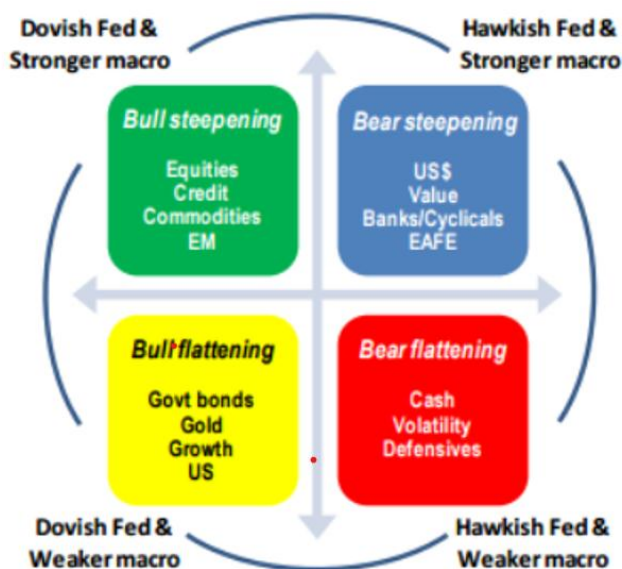 Dovish Fed &
Stronger macro
Hawkish Fed &
Stronger macro
Bull steepening
Equities
Credit
Commodities
EM
Bear steepening
US$
Value
Banks/Cyclicals
EAFE
Bull flattening
Govt bonds
Gold
Growth
US
Bear flattening
Cash
Volatility
Defensives
Dovish Fed &
Weaker macro
Hawkish Fed &
Weaker macro